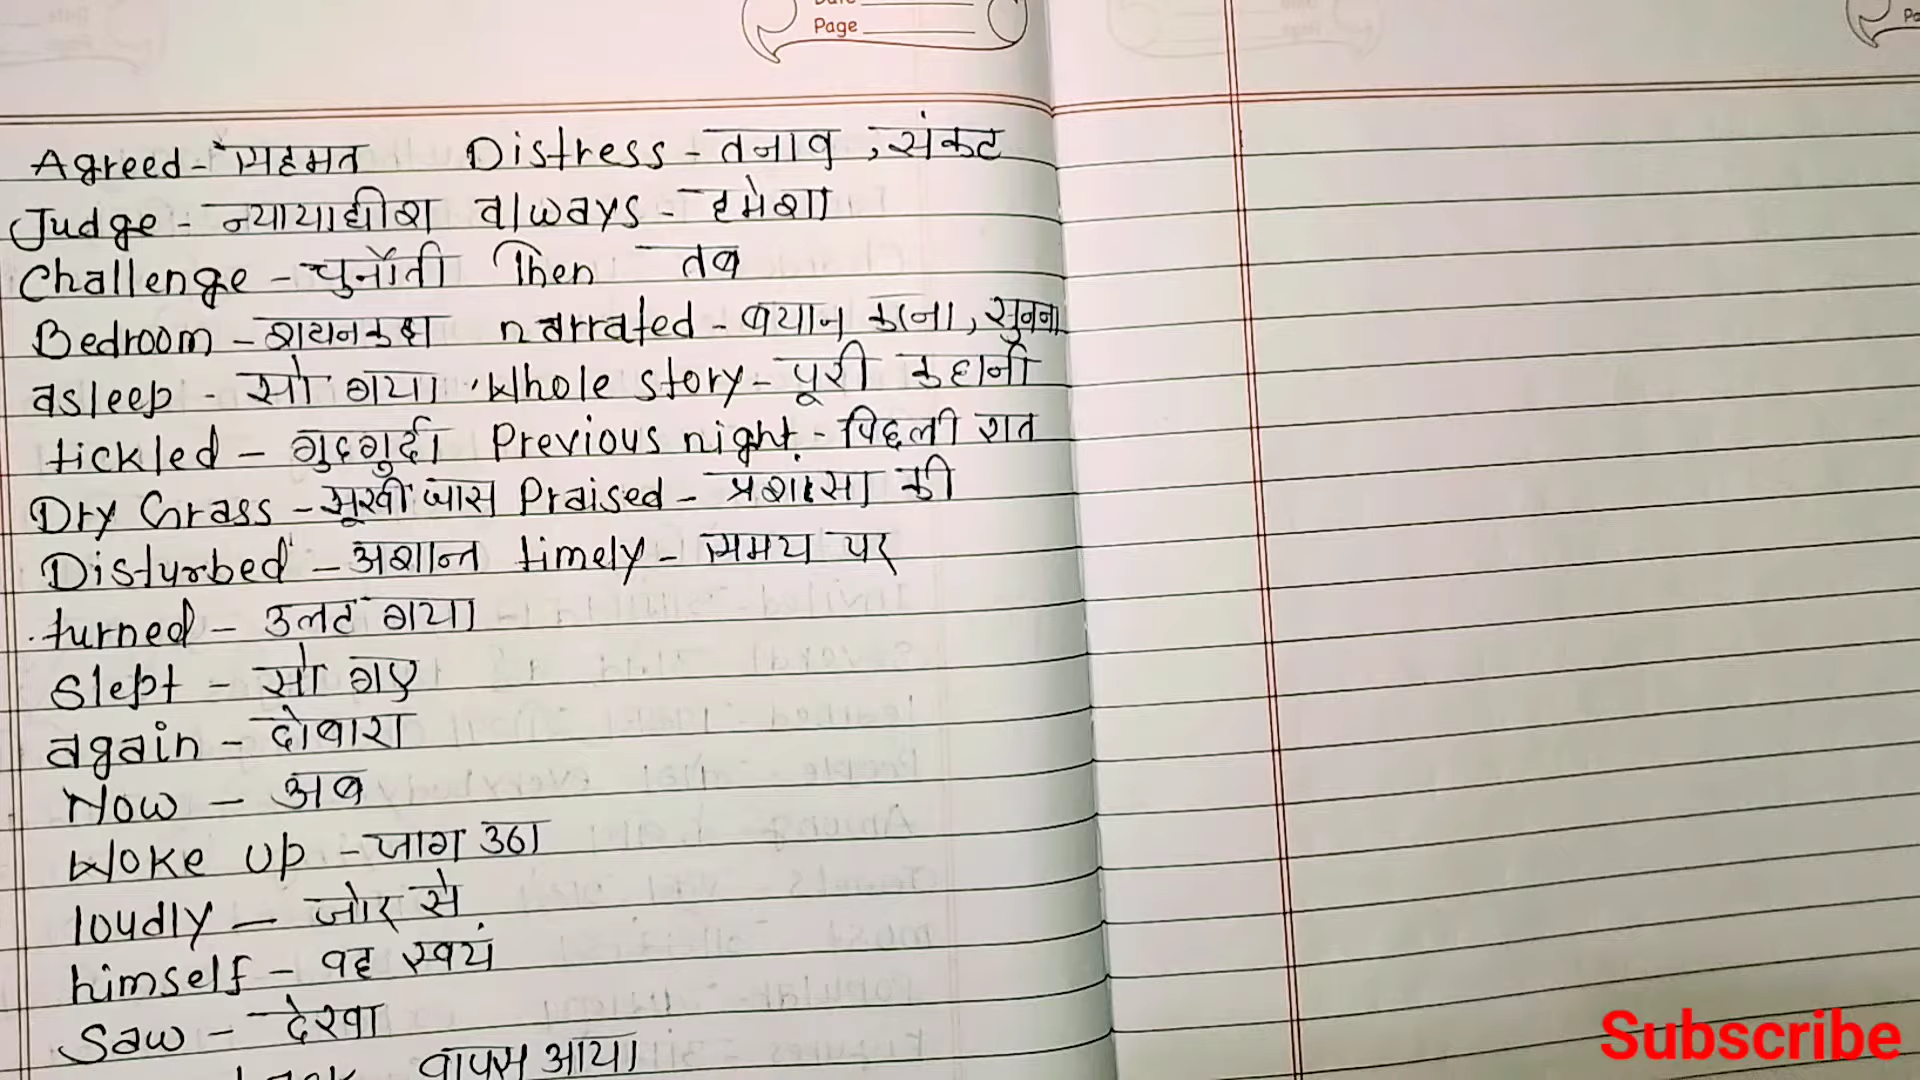 Page
Agreed - सहमत Distress - तनाव, संकट
Judge - न्यायाधीश always - हमेशा
Challenge - चुनौती Then तब
Bedroom - शयनकक्ष narrated - बयान करना, सुनना
asleep - सो गया Whole story - पूरी कहानी
tickled - गुदगुदी Previous night - पिछली रात
Dry Grass - सूखी घास Praised - प्रशंसा की
Disturbed - अशान्त timely - समय पर
turned - उलट गया
Slept - सो गए
again - दोबारा
Now - अब
Woke up - जाग उठा
loudly - जोर से
himself - वह स्वयं
Saw - देखा
वापस आया
Subscribe